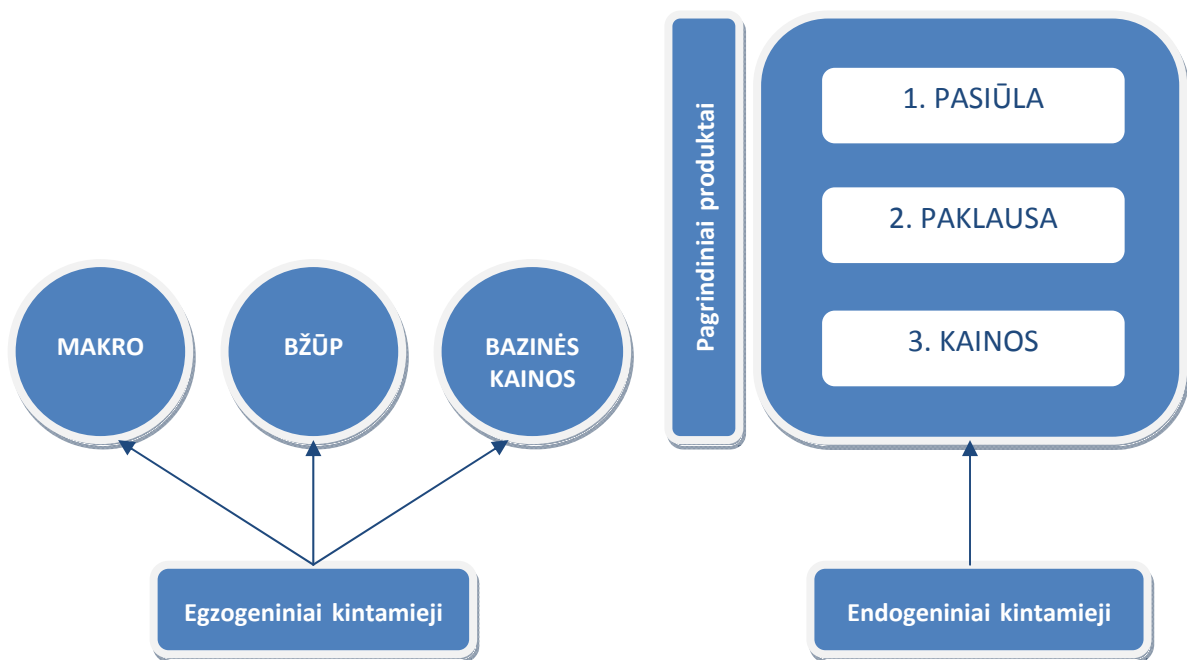 Pagrindiniai produktai
1. PASIŪLA
2. PAKLAUSA
3. KAINOS
MAKRO
BŽŪP
BAZINĖS
KAINOS
Egzogeniniai kintamieji
Endogeniniai kintamieji